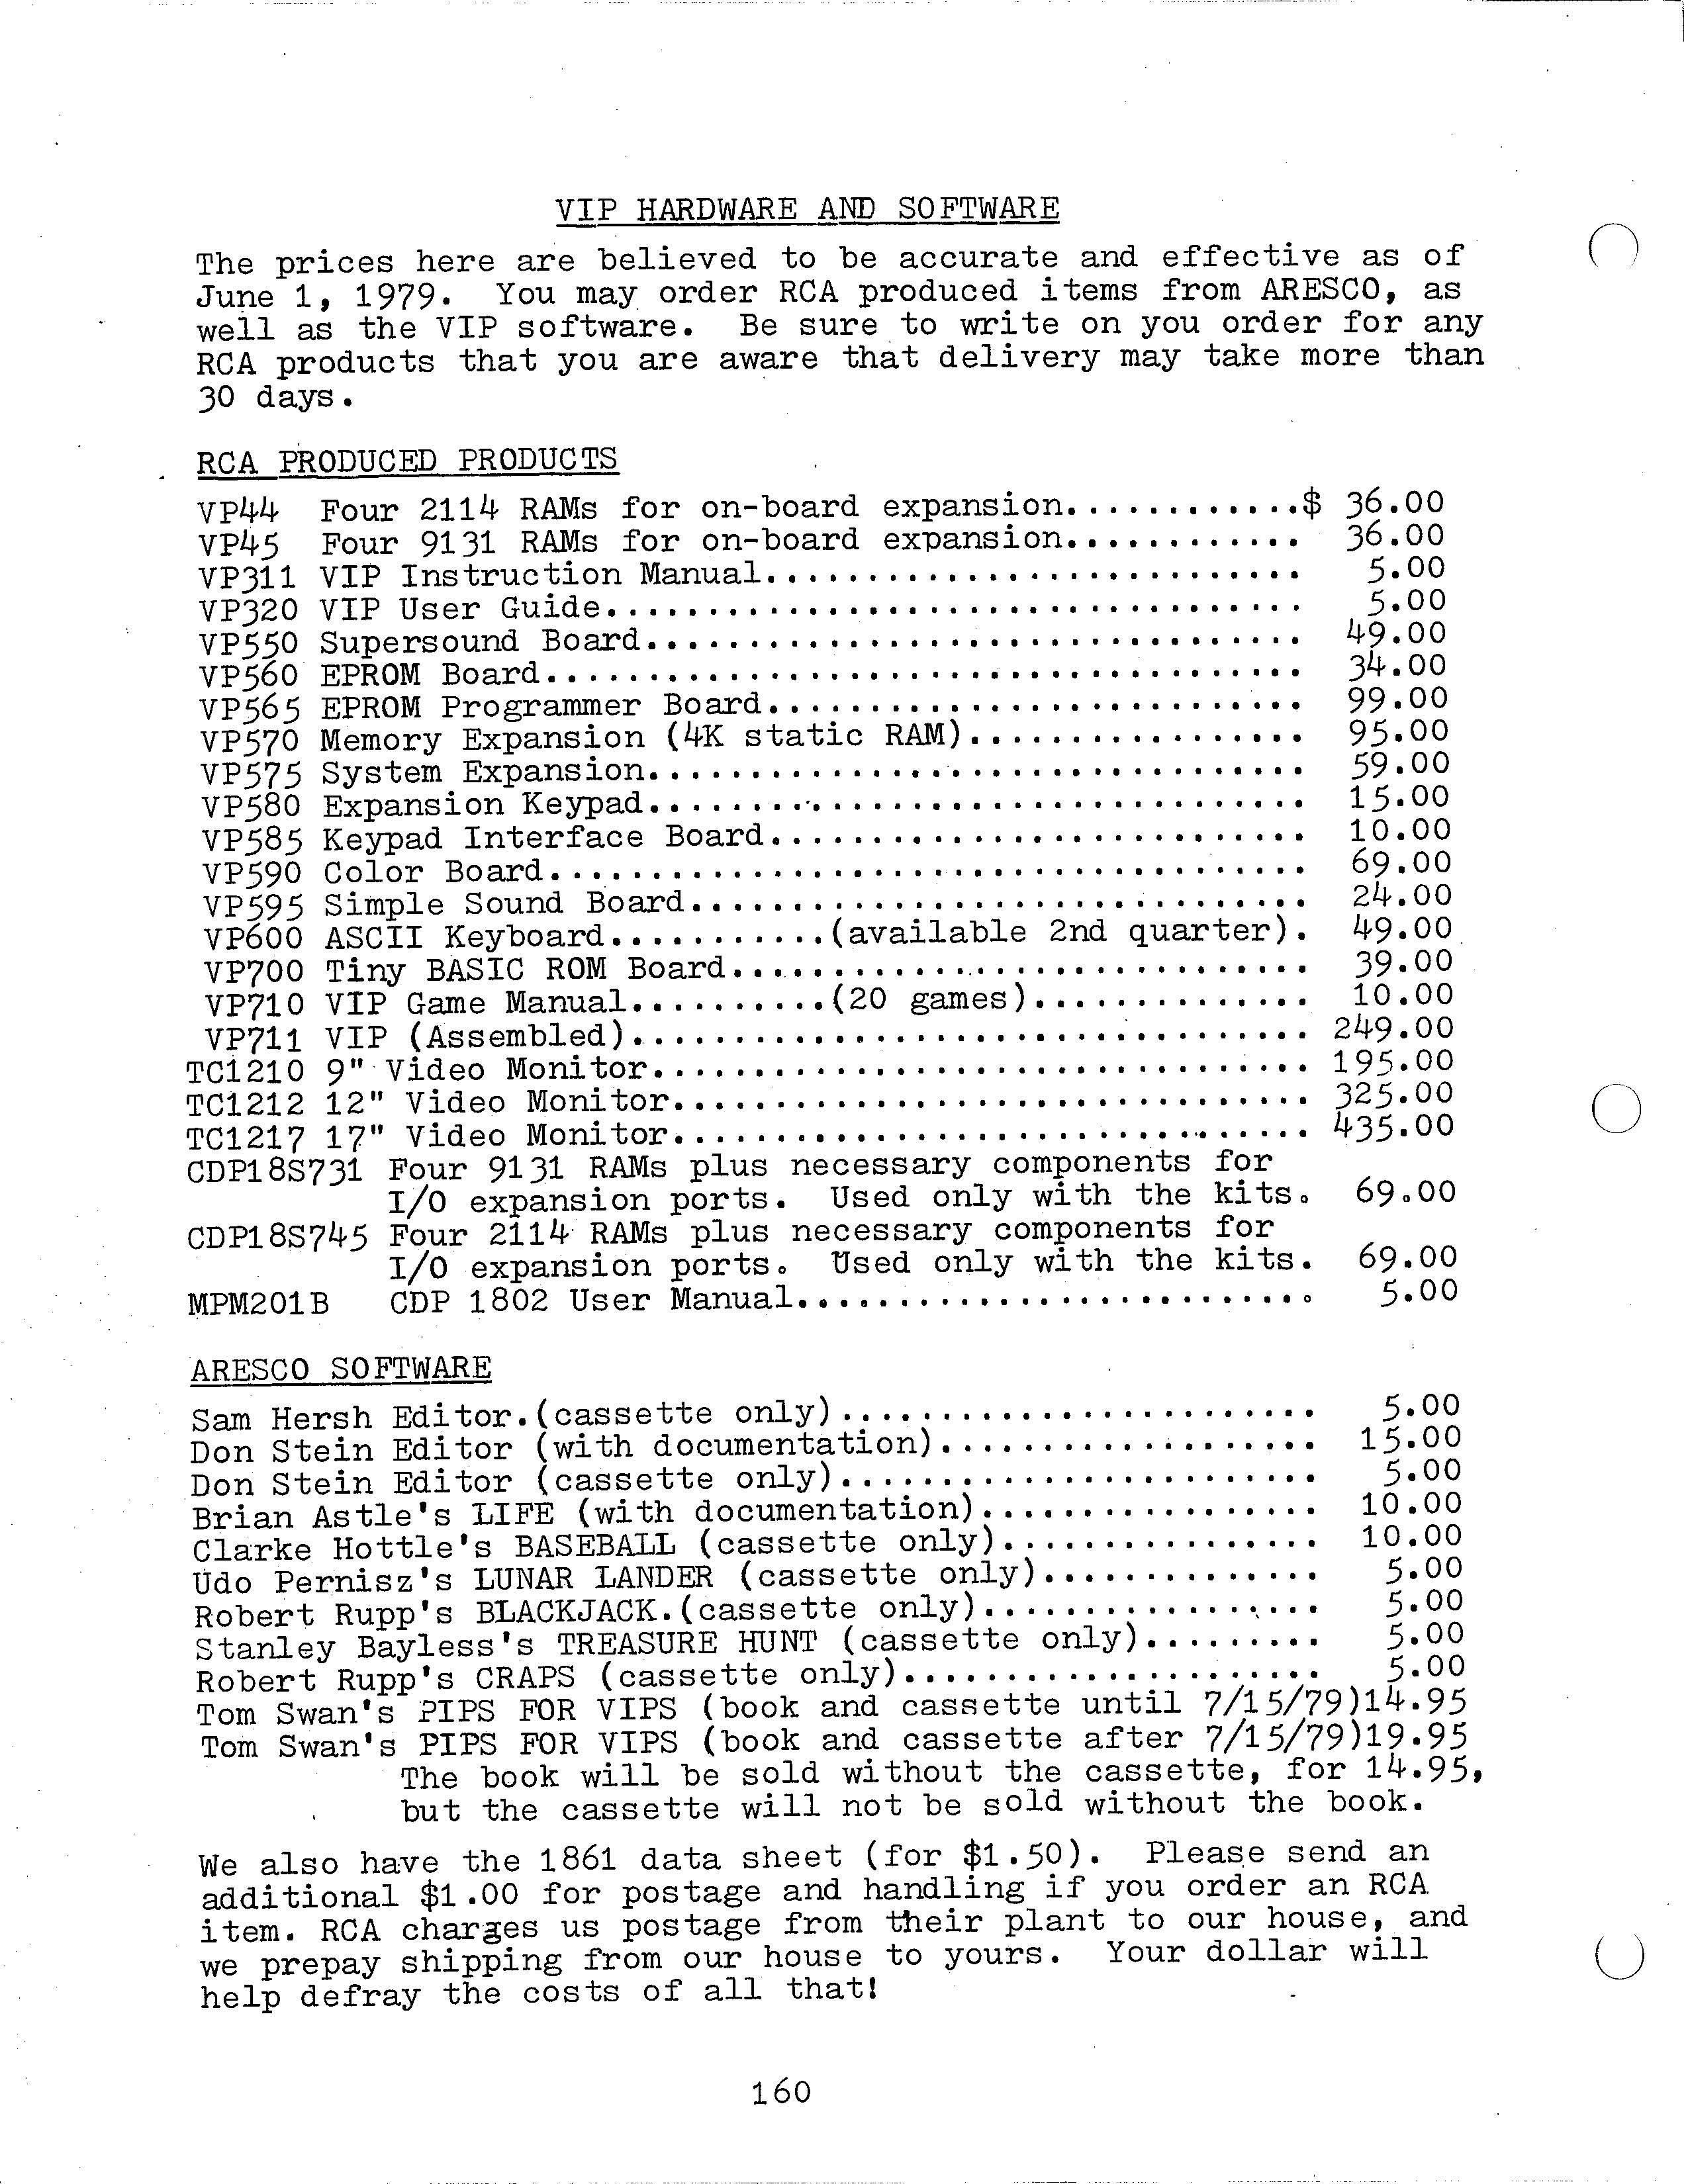 VIP HARDWARE AND SOFTWARE
The prices here are believed to be accurate and effective as of
June 1, 1979. You may order RCA produced items from ARESCO, as
well as the VIP software. Be sure to write on you order for any
RCA products that you are aware that delivery may take more than
30 days.
RCA PRODUCED PRODUCTS
VP44 Four 2114 RAMs for on-board expansion............$ 36.00
VP45 Four 9131 RAMs for on-board expansion............ 36.00
VP311 VIP Instruction Manual........................... 5.00
VP320 VIP User Guide................................... 5.00
VP550 Supersound Board................................. 49.00
VP560 EPROM Board...................................... 34.00
VP565 EPROM Programmer Board........................... 99.00
VP570 Memory Expansion (4K static RAM)................. 95.00
VP575 System Expansion................................. 59.00
VP580 Expansion Keypad................................. 15.00
VP585 Keypad Interface Board........................... 10.00
VP590 Color Board...................................... 69.00
VP595 Simple Sound Board............................... 24.00
VP600 ASCII Keyboard...........(available 2nd quarter). 49.00
VP700 Tiny BASIC ROM Board............................. 39.00
VP710 VIP Game Manual..........(20 games).............. 10.00
VP711 VIP (Assembled).................................. 249.00
TC1210 9" Video Monitor................................. 195.00
TC1212 12" Video Monitor................................ 325.00
TC1217 17" Video Monitor................................ 435.00
CDP18S731 Four 9131 RAMs plus necessary components for
I/O expansion ports. Used only with the kits. 69.00
CDP18S745 Four 2114 RAMs plus necessary components for
I/O expansion ports. Used only with the kits. 69.00
MPM201B CDP 1802 User Manual.......................... 5.00
ARESCO SOFTWARE
Sam Hersh Editor.(cassette only)........................ 5.00
Don Stein Editor (with documentation)................... 15.00
Don Stein Editor (cassette only)........................ 5.00
Brian Astle's LIFE (with documentation)................. 10.00
Clarke Hottle's BASEBALL (cassette only)................ 10.00
Udo Pernisz's LUNAR LANDER (cassette only).............. 5.00
Robert Rupp's BLACKJACK.(cassette only)................. 5.00
Stanley Bayless's TREASURE HUNT (cassette only)......... 5.00
Robert Rupp's CRAPS (cassette only)..................... 5.00
Tom Swan's PIPS FOR VIPS (book and cassette until 7/15/79)14.95
Tom Swan's PIPS FOR VIPS (book and cassette after 7/15/79)19.95
The book will be sold without the cassette, for 14.95,
but the cassette will not be sold without the book.
We also have the 1861 data sheet (for $1.50). Please send an
additional $1.00 for postage and handling if you order an RCA
item. RCA charges us postage from their plant to our house, and
we prepay shipping from our house to yours. Your dollar will
help defray the costs of all that!
160